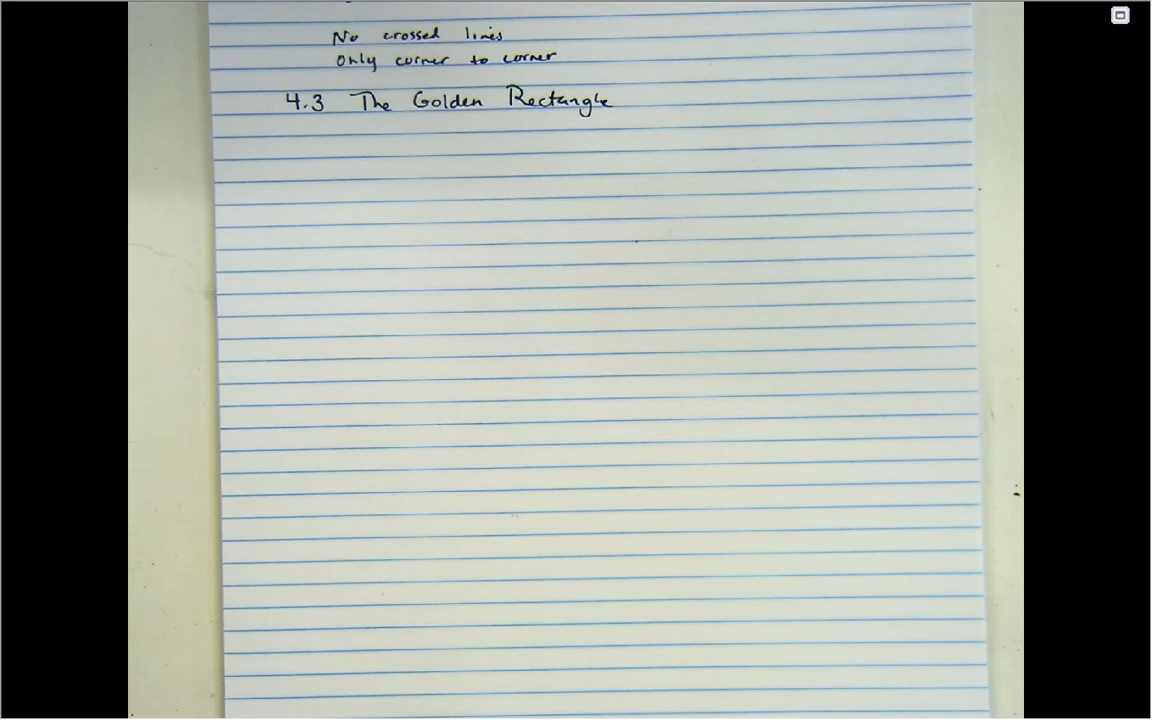 No crossed lines
Only corner to corner
4.3 The Golden Rectangle